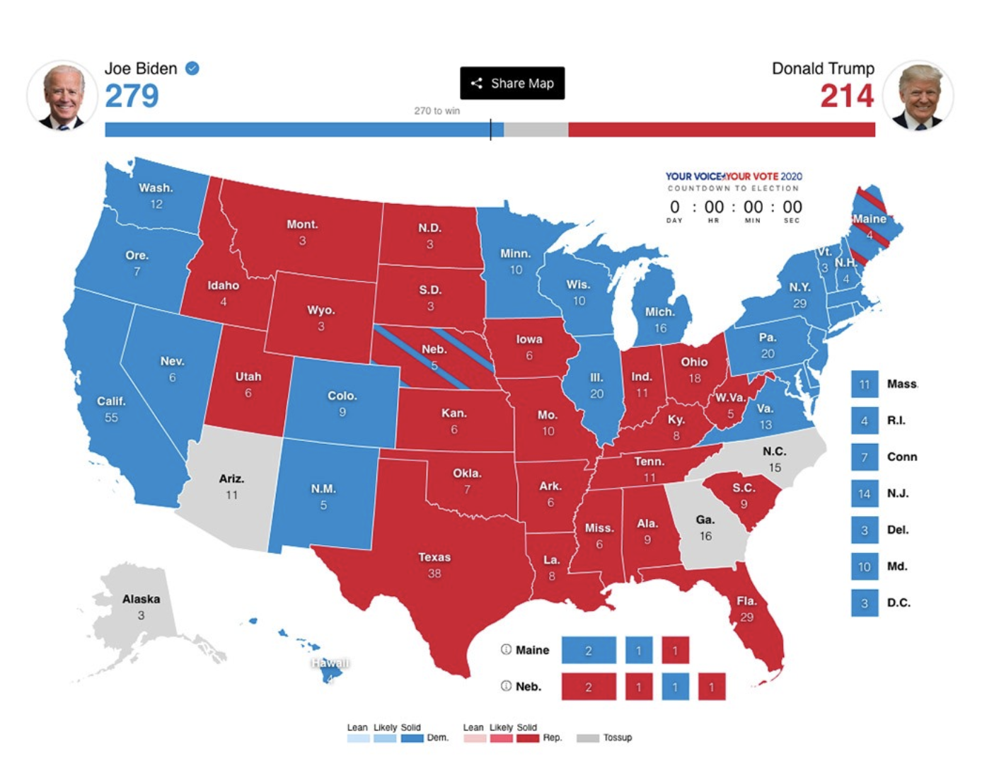 Joe Biden
279
Share Map
270 to win
Donald Trump
214
YOUR VOICE YOUR VOTE 2020
COUNTDOWN TO ELECTION
0 : 00 : 00 : 00
DAY HR MIN SEC
Wash.
12
Ore.
7
Calif.
55
Nev.
6
Idaho
4
Mont.
3
Wyo.
3
Utah
6
Colo.
9
Ariz.
11
N.M.
5
N.D.
3
S.D.
3
Neb.
5
Kan.
6
Okla.
7
Texas
38
Minn.
10
Iowa
6
Mo.
10
Ark.
6
La.
8
Wis.
10
Ill.
20
Mich.
16
Ind.
11
Ohio
18
Ky.
8
Tenn.
11
Miss.
6
Ala.
9
Ga.
16
Fla.
29
S.C.
9
N.C.
15
Va.
13
W.Va.
5
Pa.
20
N.Y.
29
Vt.
3
N.H.
4
Maine
4
Alaska
3
Hawaii
4
11 Mass.
4 R.I.
7 Conn
14 N.J.
3 Del.
10 Md.
3 D.C.
Maine 2 1 1
Neb. 2 1 1 1
Lean Likely Solid
Dem.
Lean Likely Solid
Rep.
Tossup